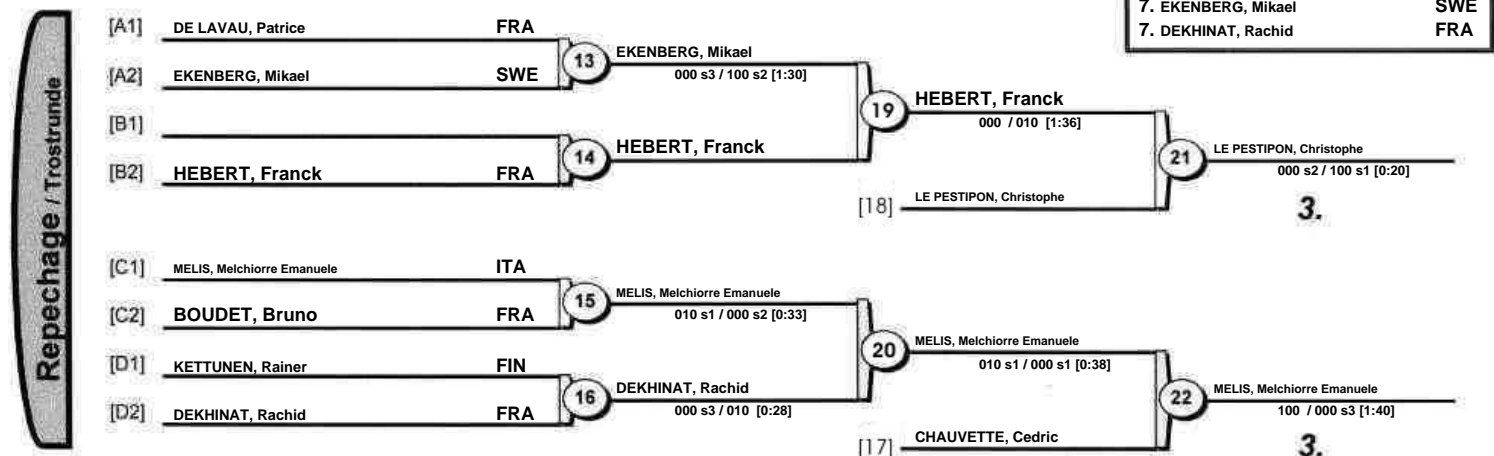 7. EKENBERG, Mikael SWE
7. DEKHINAT, Rachid FRA
Repechage / Trostrunde
[A1] DE LAVAU, Patrice FRA
13 EKENBERG, Mikael
000 s3 / 100 s2 [1:30]
[A2] EKENBERG, Mikael SWE
19 HEBERT, Franck
000 / 010 [1:36]
[B1]
14 HEBERT, Franck
[B2] HEBERT, Franck FRA
21 LE PESTIPON, Christophe
000 s2 / 100 s1 [0:20]
[18] LE PESTIPON, Christophe
3.
[C1] MELIS, Melchiorre Emanuele ITA
15 MELIS, Melchiorre Emanuele
010 s1 / 000 s2 [0:33]
[C2] BOUDET, Bruno FRA
20 MELIS, Melchiorre Emanuele
010 s1 / 000 s1 [0:38]
[D1] KETTUNEN, Rainer FIN
16 DEKHINAT, Rachid
000 s3 / 010 [0:28]
[D2] DEKHINAT, Rachid FRA
22 MELIS, Melchiorre Emanuele
100 / 000 s3 [1:40]
[17] CHAUVETTE, Cedric
3.